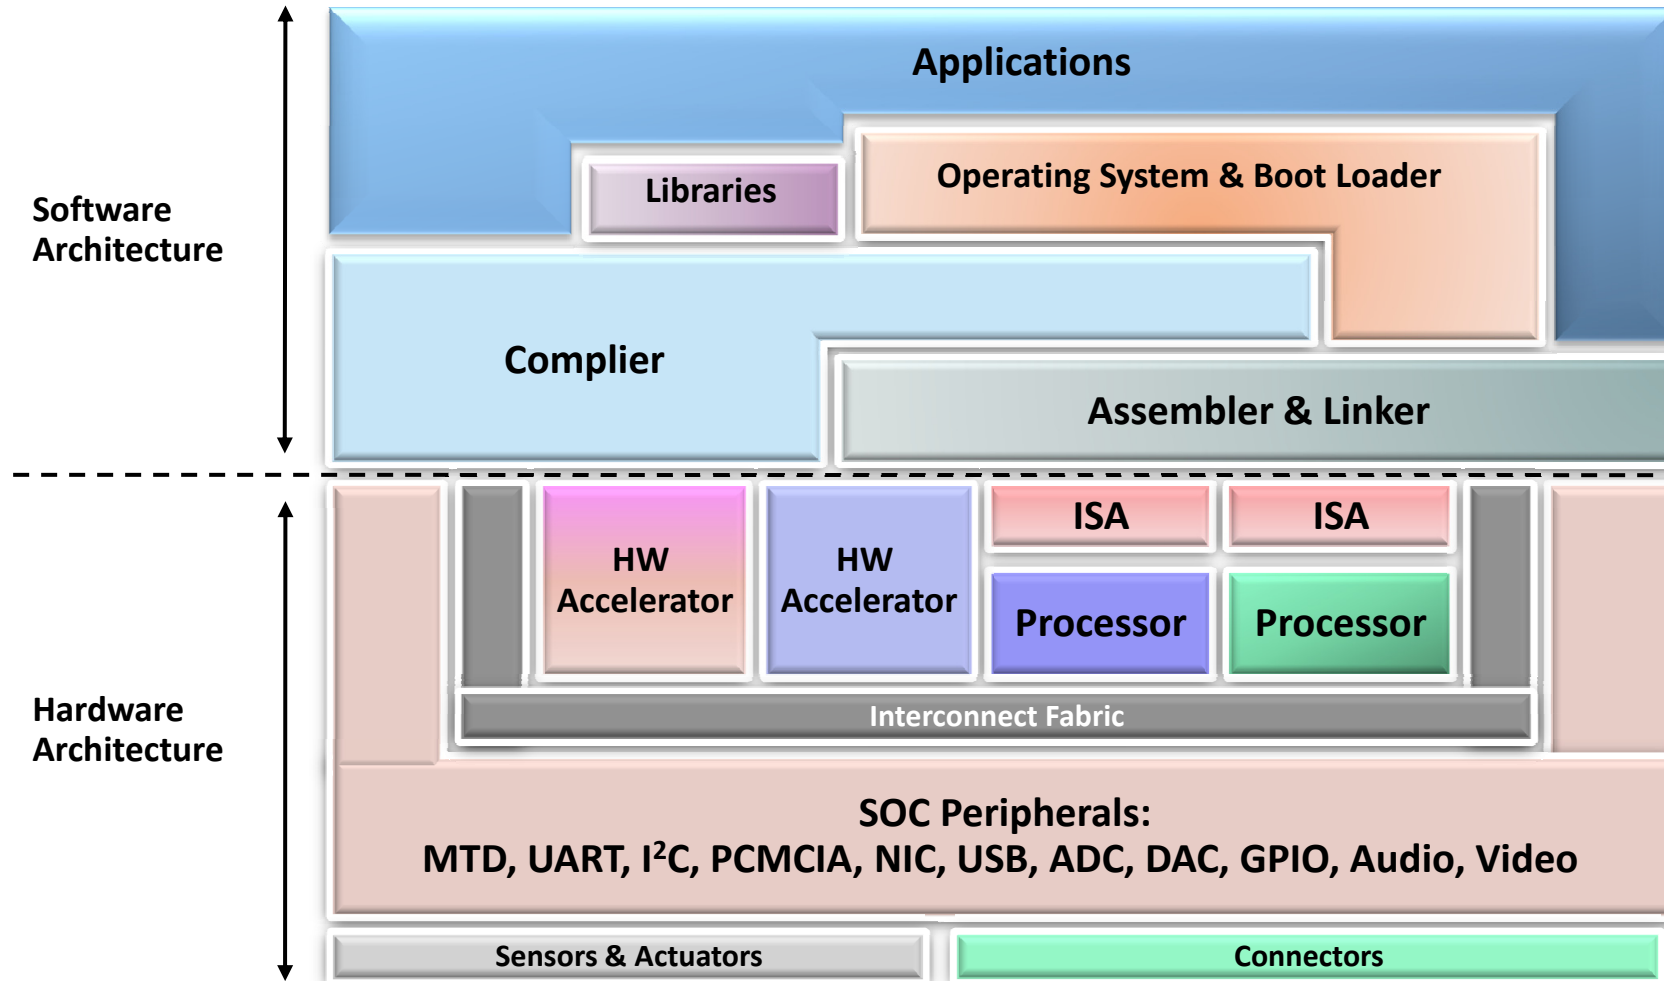 Applications
Libraries
Operating System & Boot Loader
Software
Architecture
Complier
Assembler & Linker
HW
Accelerator
HW
Accelerator
ISA
ISA
Processor
Processor
Interconnect Fabric
Hardware
Architecture
SOC Peripherals:
MTD, UART, I²C, PCMCIA, NIC, USB, ADC, DAC, GPIO, Audio, Video
Sensors & Actuators
Connectors